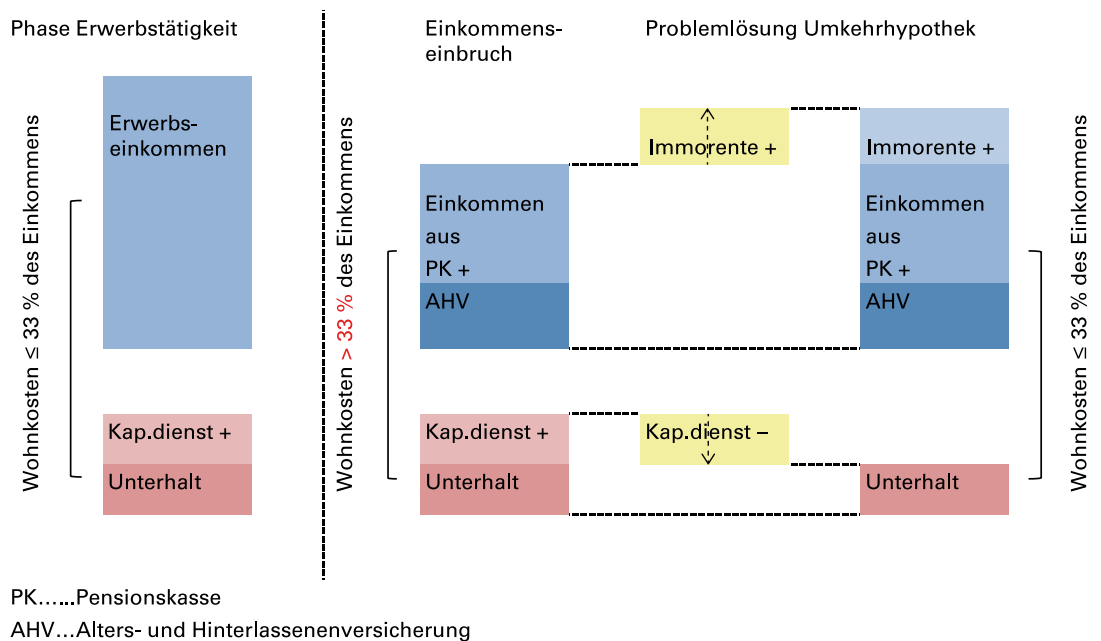 Phase Erwerbstätigkeit
Einkommens-
einbruch
Problemlösung Umkehrhypothek
Wohnkosten ≤ 33 % des Einkommens
Erwerbs-
einkommen
Kap.dienst +
Unterhalt
Wohnkosten > 33 % des Einkommens
Einkommen
aus
PK +
AHV
Kap.dienst +
Unterhalt
Immorente +
Kap.dienst –
Immorente +
Einkommen
aus
PK +
AHV
Unterhalt
Wohnkosten ≤ 33 % des Einkommens
PK......Pensionskasse
AHV...Alters- und Hinterlassenenversicherung